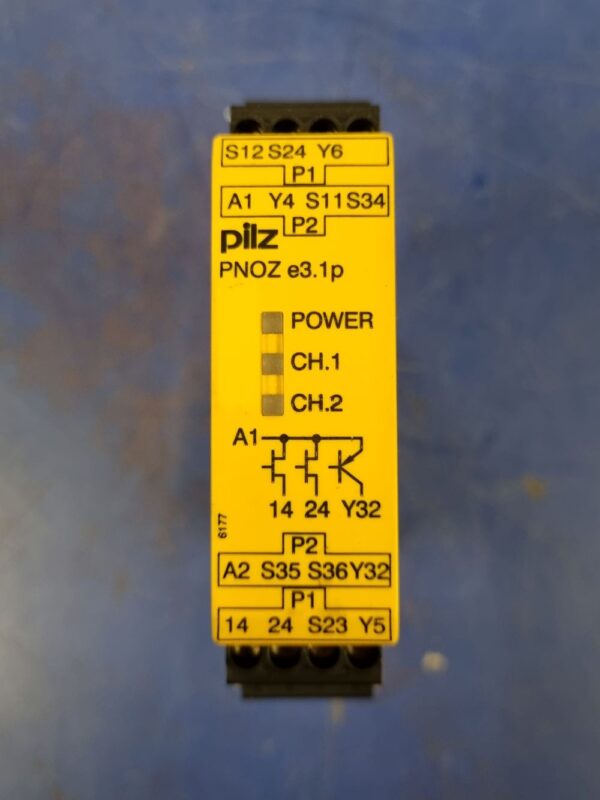 S12 S24 Y6
P1
A1 Y4 S11 S34
P2
pilz
PNOZ e3.1p
POWER
CH.1
CH.2
A1
14 24 Y32
6177
P2
A2 S35 S36 Y32
P1
14 24 S23 Y5